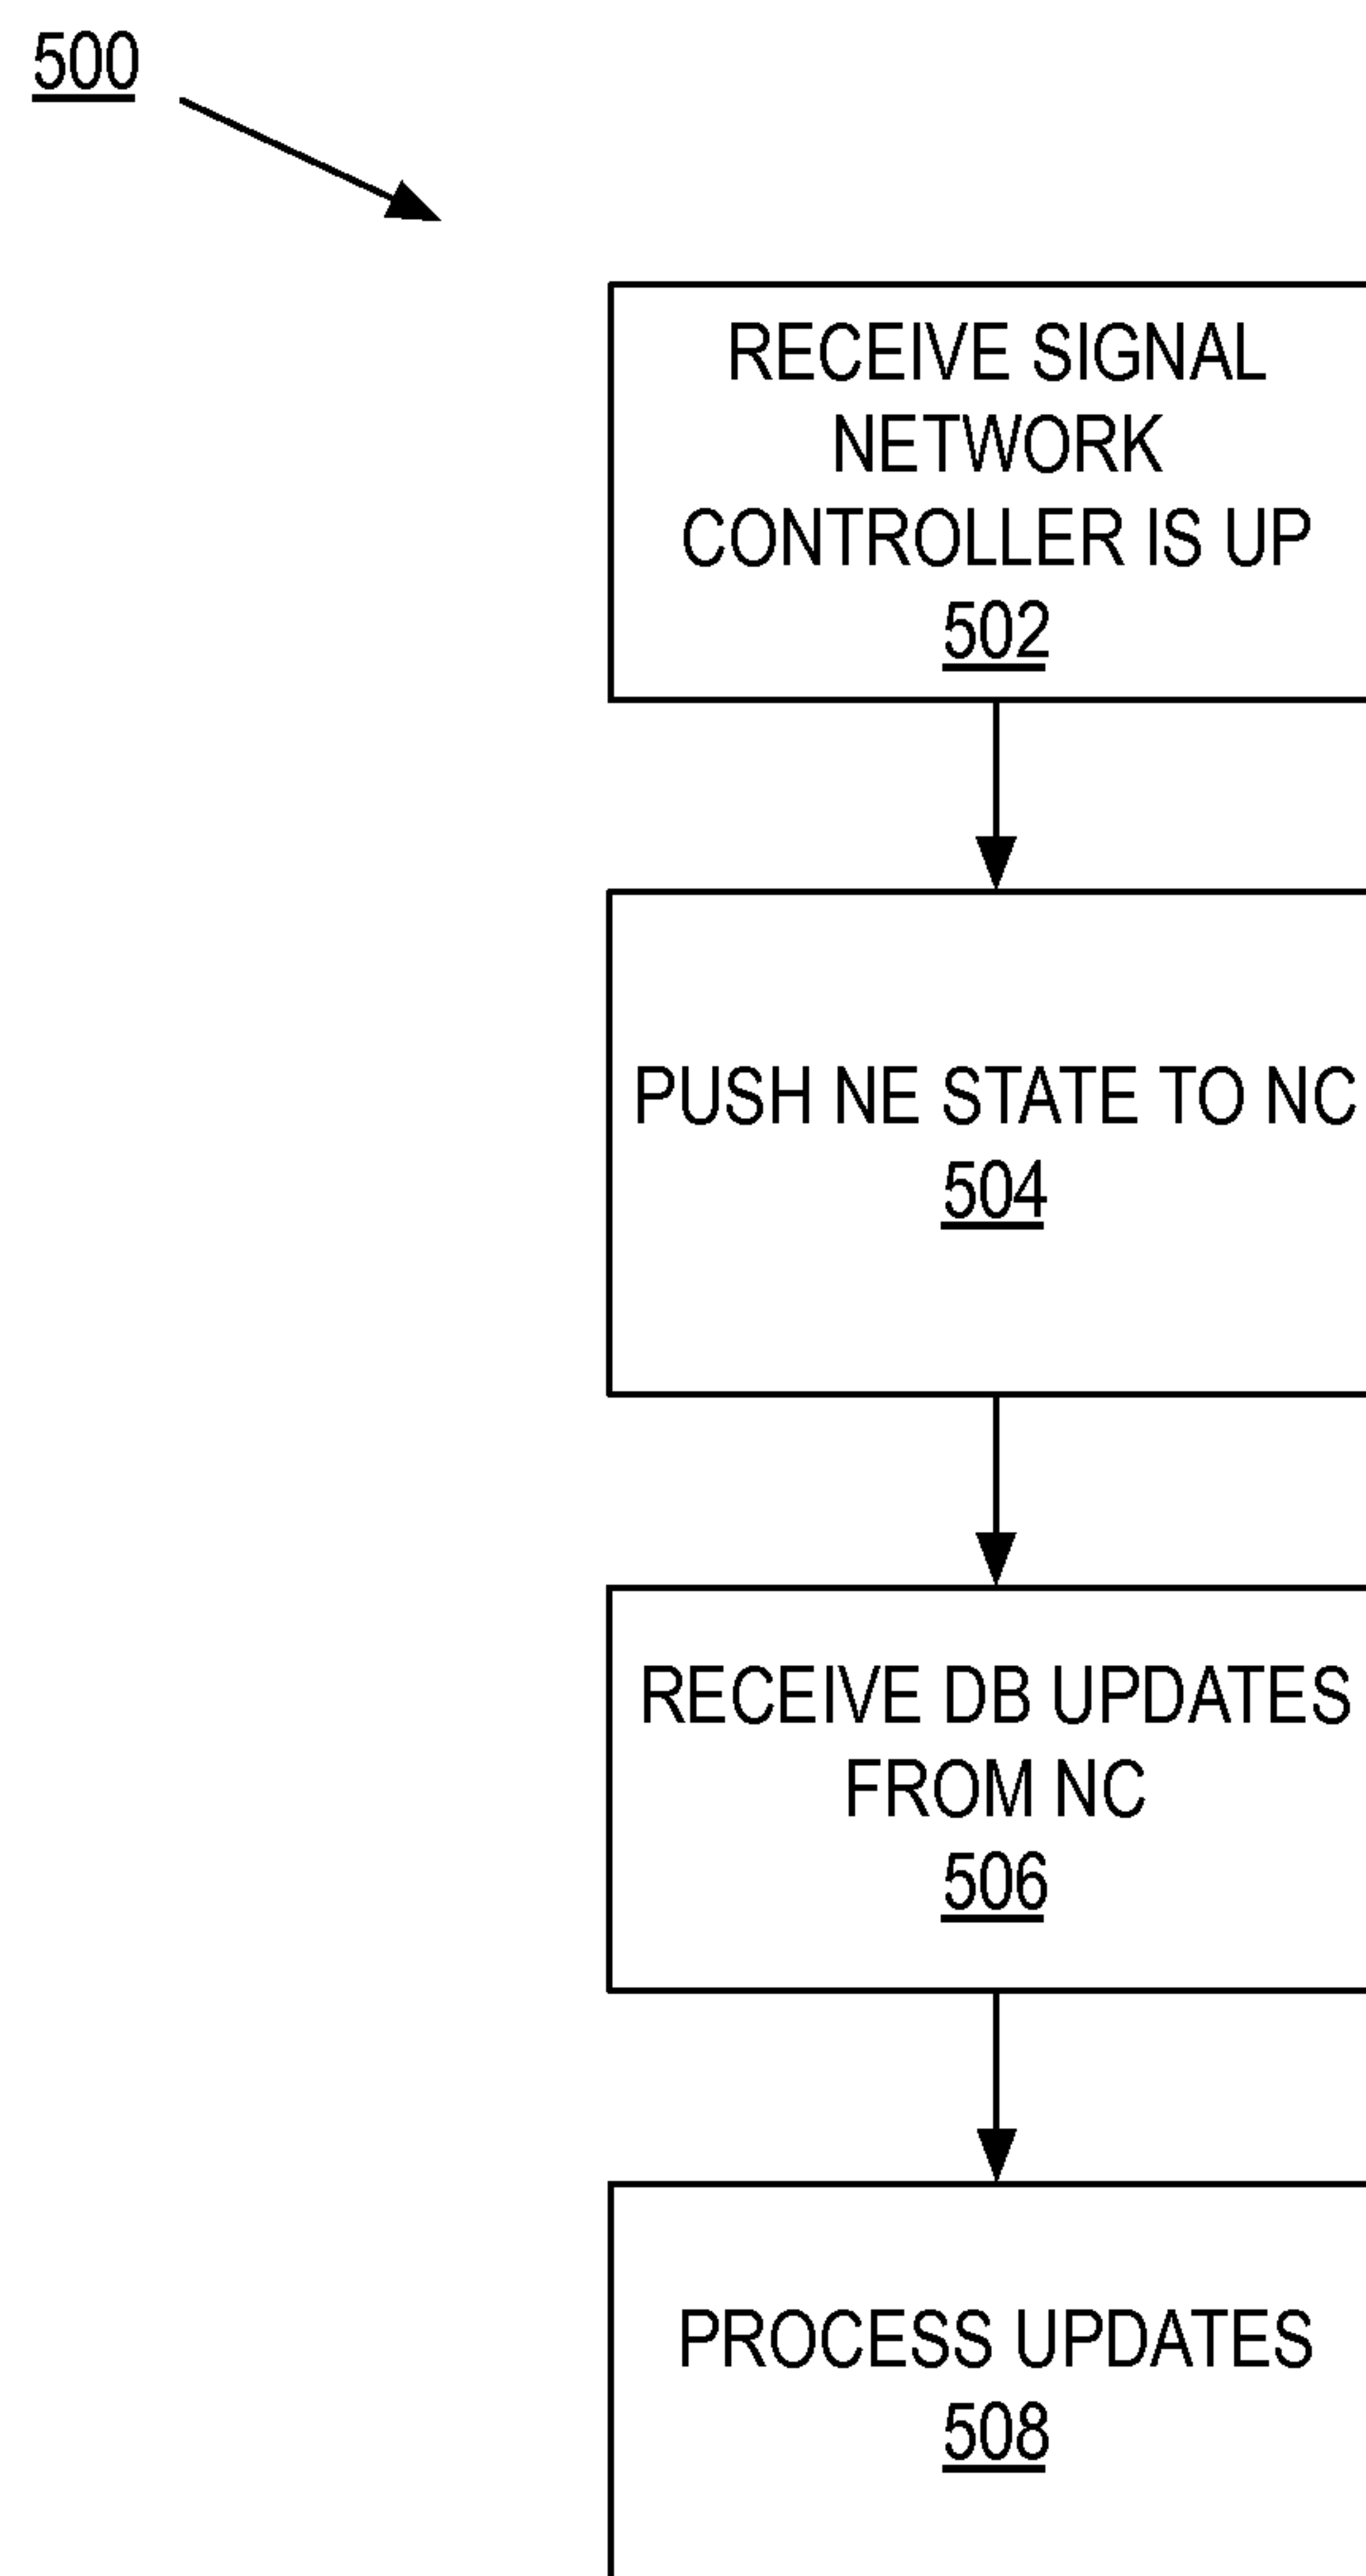 500
RECEIVE SIGNAL
NETWORK
CONTROLLER IS UP
502
PUSH NE STATE TO NC
504
RECEIVE DB UPDATES
FROM NC
506
PROCESS UPDATES
508